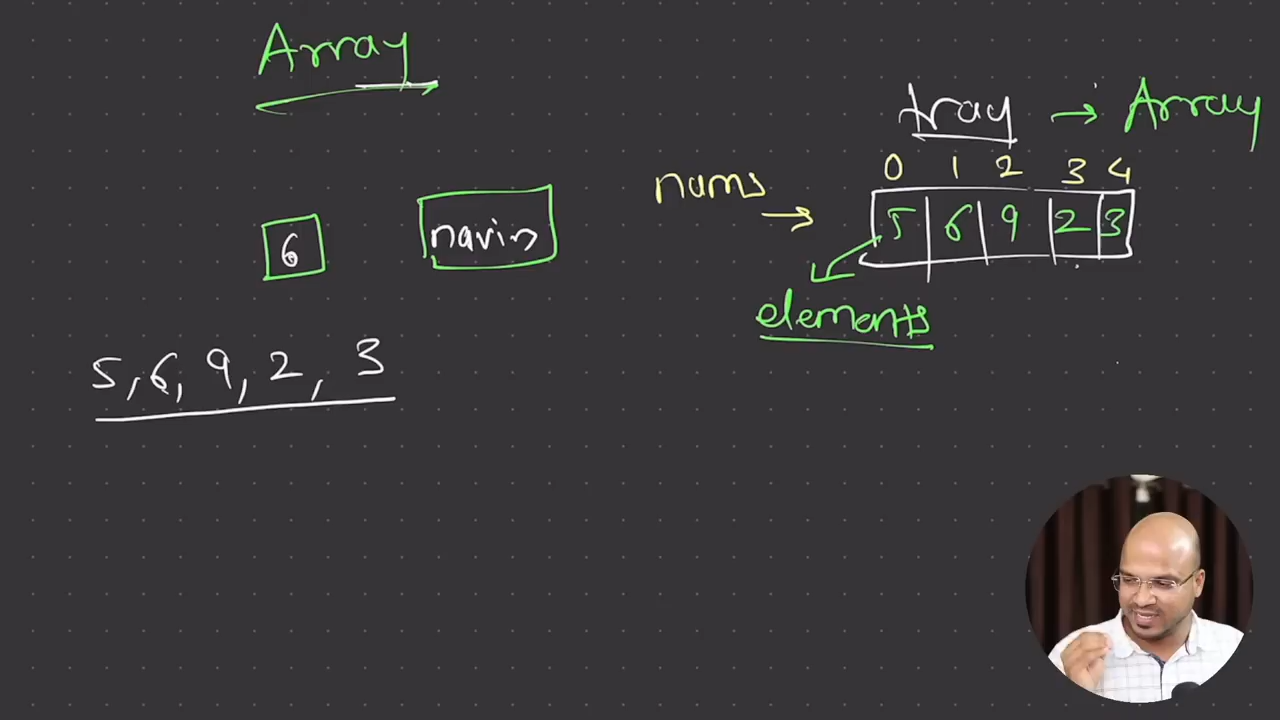 Array
tray → Array
nums →
0 1 2 3 4
5 6 9 2 3
6
navin
elements
5, 6, 9, 2, 3